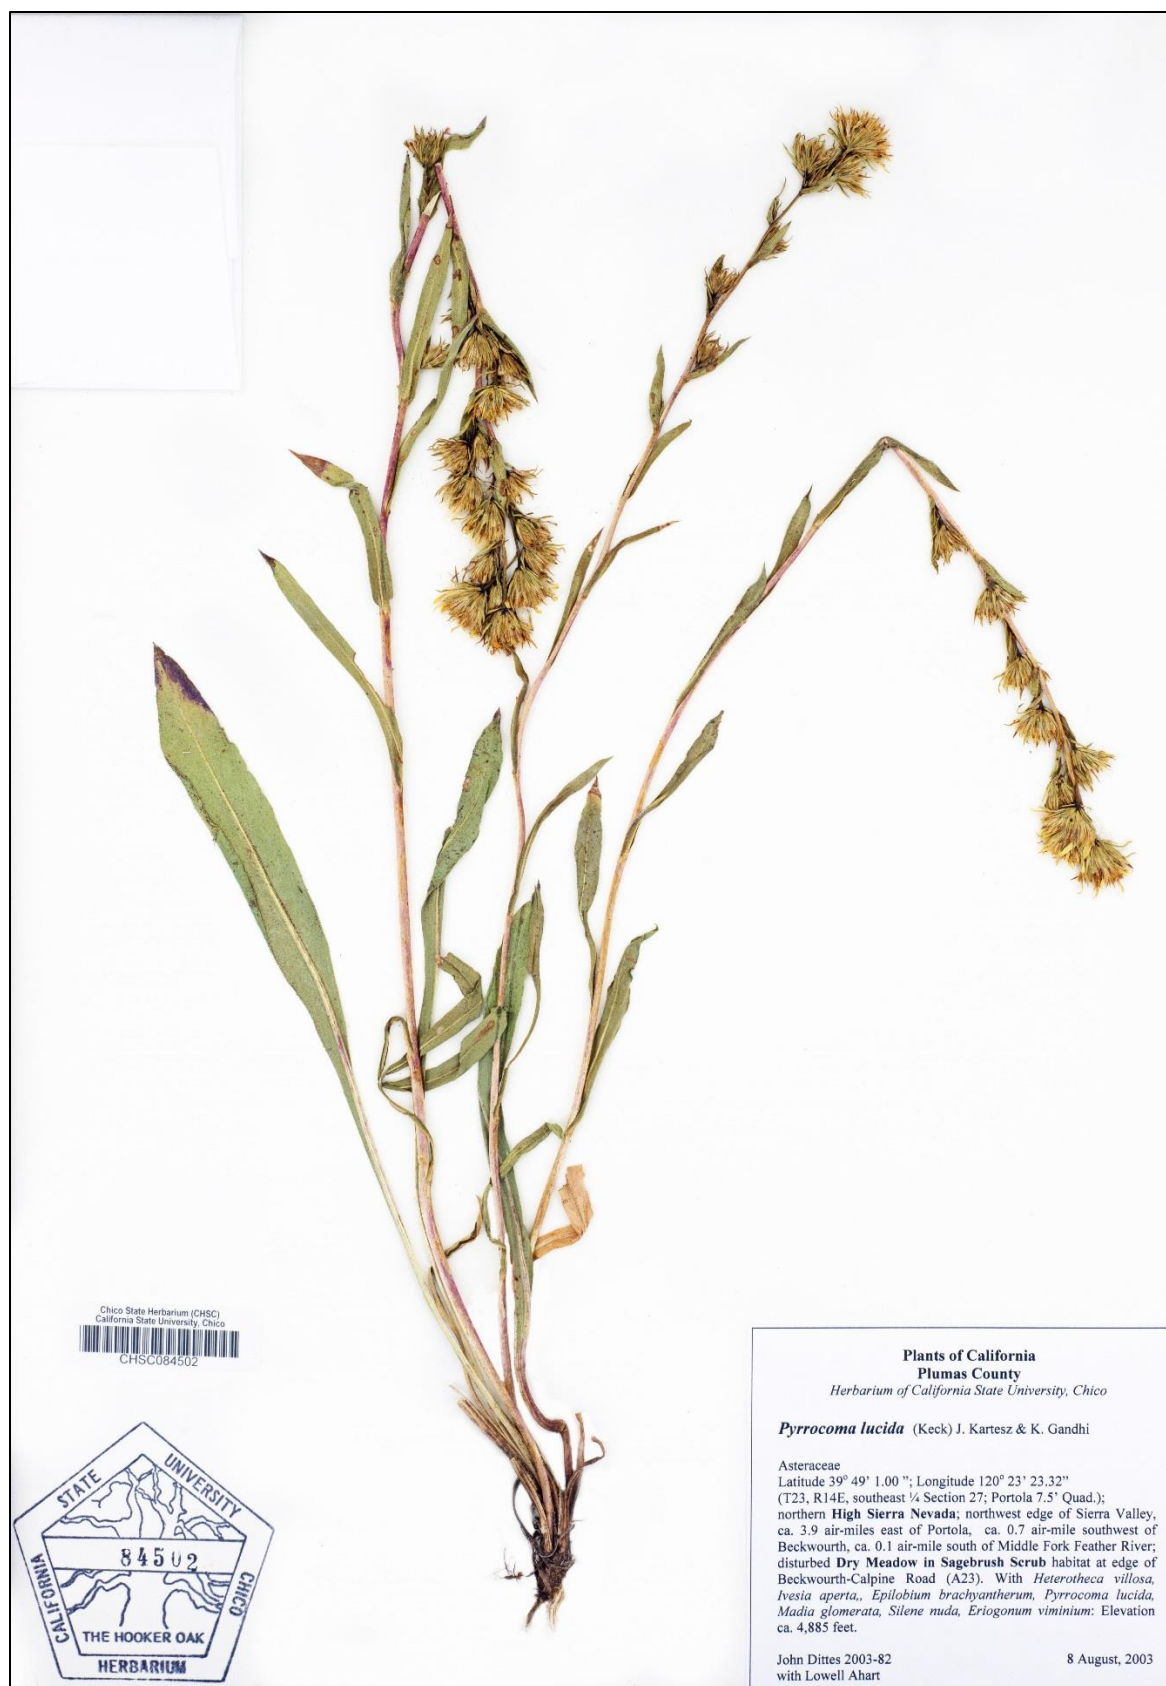 Chico State Herbarium (CHSC)
California State University, Chico
CHSC084502
STATE
UNIVERSITY
CALIFORNIA
CHICO
84502
THE HOOKER OAK
HERBARIUM
Plants of California
Plumas County
Herbarium of California State University, Chico
Pyrrocoma lucida (Keck) J. Kartesz & K. Gandhi
Asteraceae
Latitude 39° 49' 1.00 "; Longitude 120° 23' 23.32"
(T23, R14E, southeast ¼ Section 27; Portola 7.5' Quad.);
northern High Sierra Nevada; northwest edge of Sierra Valley,
ca. 3.9 air-miles east of Portola, ca. 0.7 air-mile southwest of
Beckwourth, ca. 0.1 air-mile south of Middle Fork Feather River;
disturbed Dry Meadow in Sagebrush Scrub habitat at edge of
Beckwourth-Calpine Road (A23). With Heterotheca villosa,
Ivesia aperta,, Epilobium brachyantherum, Pyrrocoma lucida,
Madia glomerata, Silene nuda, Eriogonum viminium: Elevation
ca. 4,885 feet.
John Dittes 2003-82 8 August, 2003
with Lowell Ahart